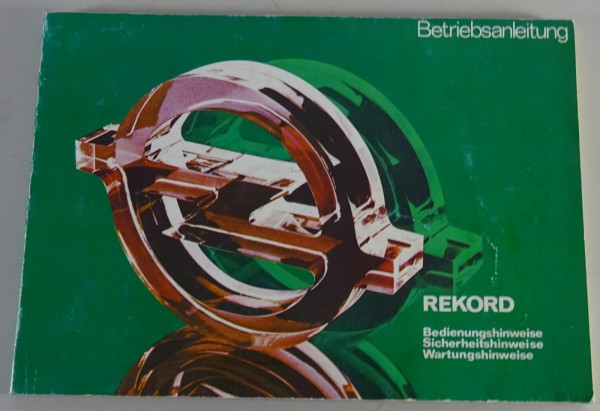 Betriebsanleitung
REKORD
Bedienungshinweise
Sicherheitshinweise
Wartungshinweise